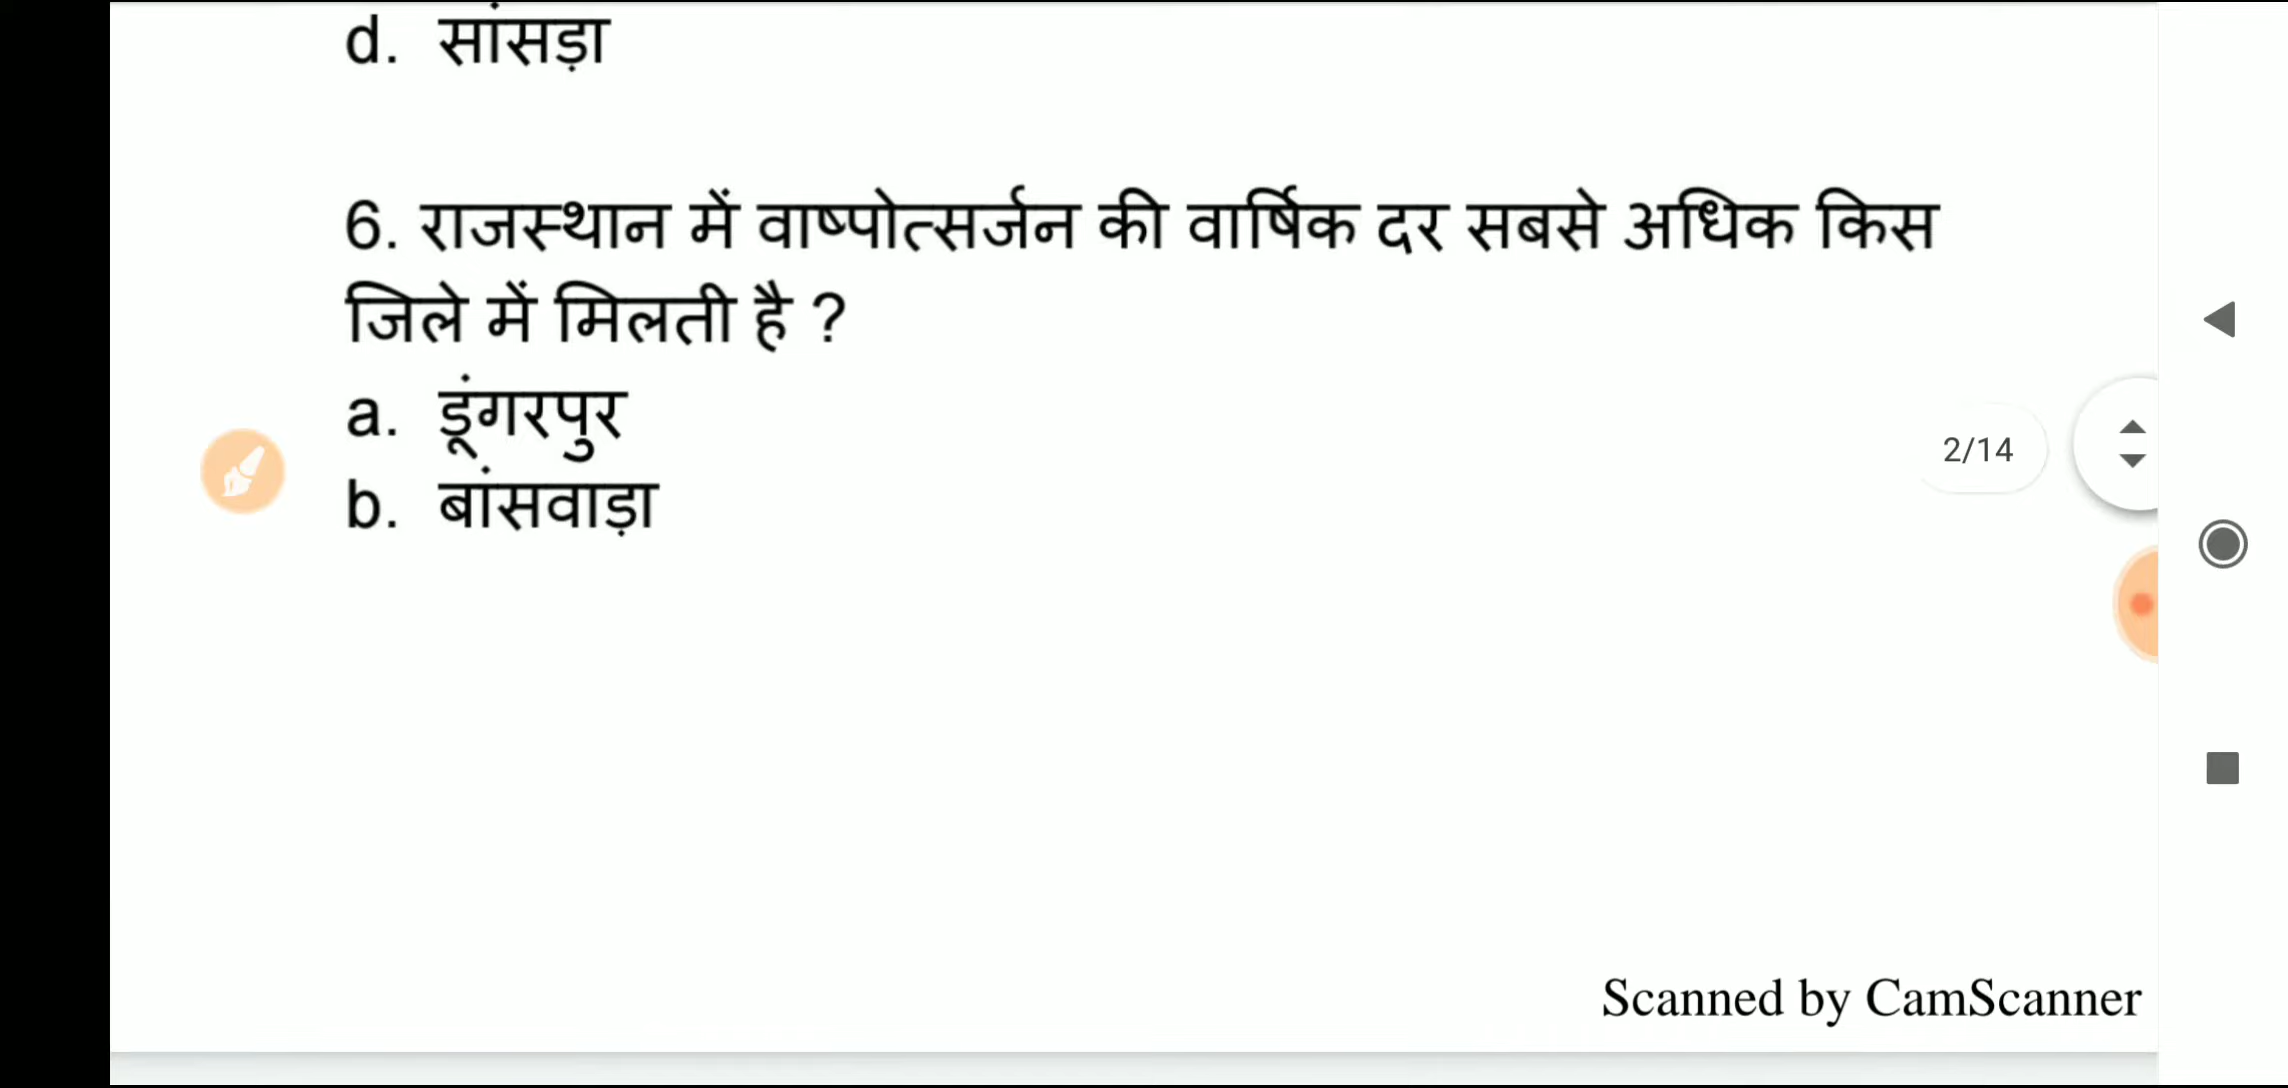 d. सांसड़ा
6. राजस्थान में वाष्पोत्सर्जन की वार्षिक दर सबसे अधिक किस
जिले में मिलती है ?
a. डूंगरपुर
b. बांसवाड़ा
2/14
Scanned by CamScanner